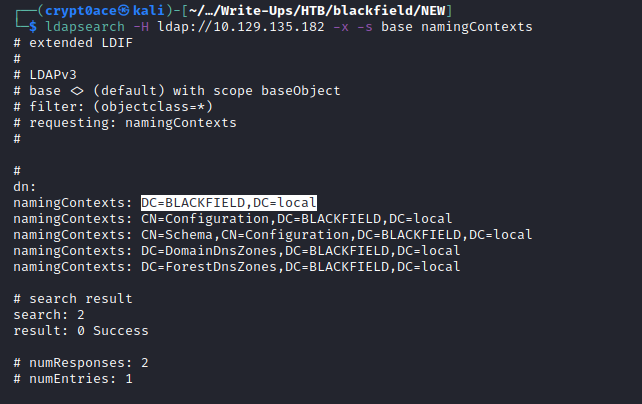 ┌──(crypt0ace㉿kali)-[~/…/Write-Ups/HTB/blackfield/NEW]
└─$ ldapsearch -H ldap://10.129.135.182 -x -s base namingContexts
# extended LDIF
#
# LDAPv3
# base <> (default) with scope baseObject
# filter: (objectclass=*)
# requesting: namingContexts
#

#
dn:
namingContexts: DC=BLACKFIELD,DC=local
namingContexts: CN=Configuration,DC=BLACKFIELD,DC=local
namingContexts: CN=Schema,CN=Configuration,DC=BLACKFIELD,DC=local
namingContexts: DC=DomainDnsZones,DC=BLACKFIELD,DC=local
namingContexts: DC=ForestDnsZones,DC=BLACKFIELD,DC=local

# search result
search: 2
result: 0 Success

# numResponses: 2
# numEntries: 1